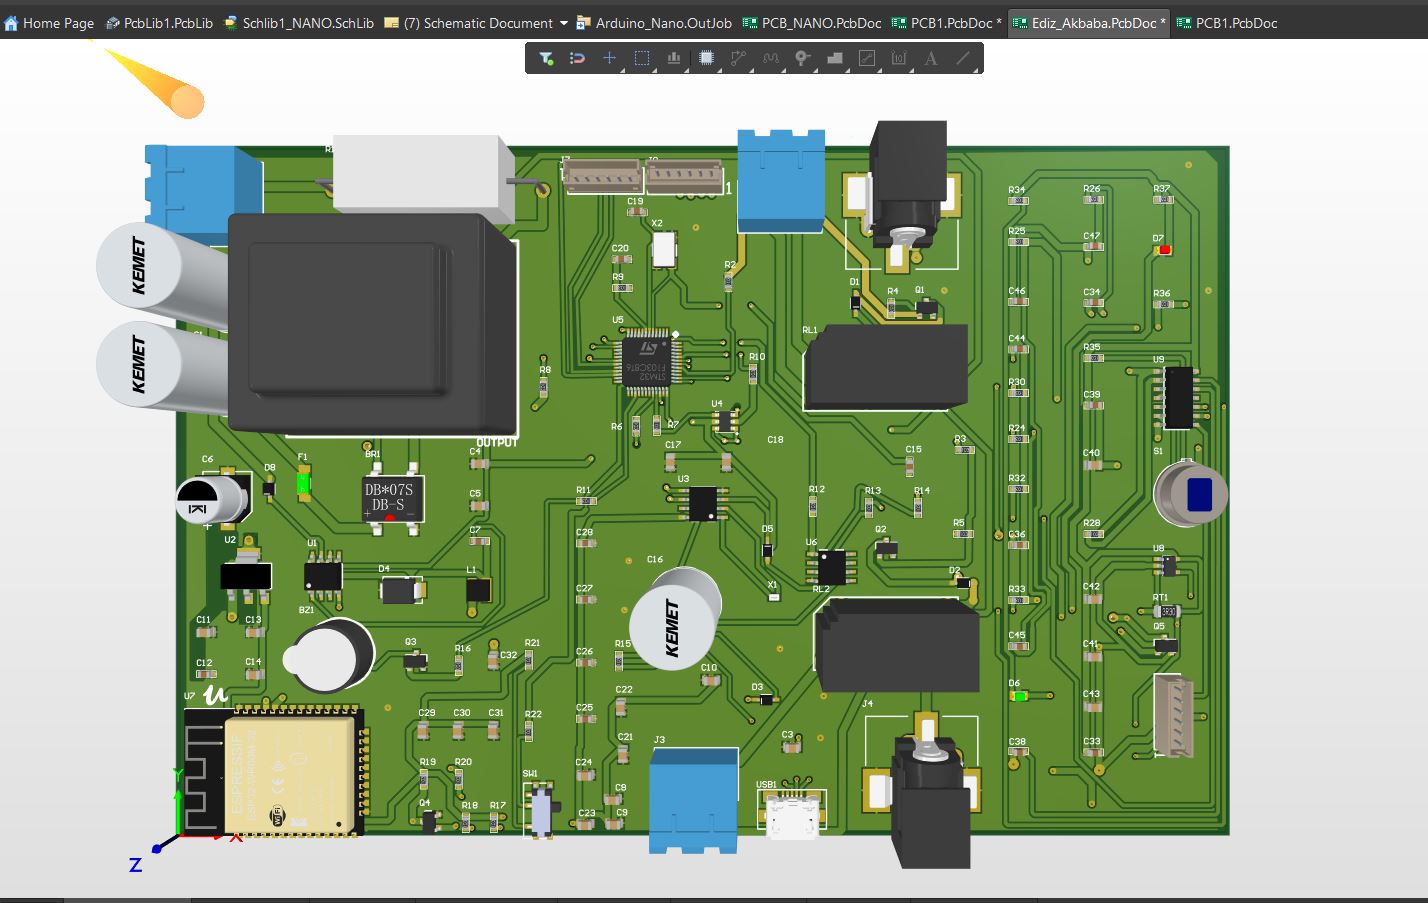 Home Page PcbLib1.PcbLib Schlib1_NANO.SchLib (7) Schematic Document Arduino_Nano.OutJob PCB_NANO.PcbDoc PCB1.PcbDoc * Ediz_Akbaba.PcbDoc * PCB1.PcbDoc
1
C19
X2
C20
R9
R2
U5
STM32
F103C8T6
R8
R10
R6
R7
U4
C18
C17
D1
R4
Q1
RL1
R3
C15
R34
R26
R37
R25
C47
D7
C46
C34
R36
C44
R35
U9
R30
C39
R24
C40
S1
R32
C36
R28
U8
R33
C42
RT1
3R30
Q5
C45
C41
D6
C43
C38
C33
KEMET
KEMET
OUTPUT
C6
D8
F1
BR1
DB*07S
DB-S
+ -
C4
C5
C7
U2
U1
D4
L1
BZ1
C11
C13
C12
C14
U7
Q3
R16
C32
R21
R11
C28
C27
C26
C25
C24
C23
U3
D5
R12
R13
R14
U6
Q2
R5
D2
RL2
C16
X1
KEMET
R15
C10
D3
C22
C21
C8
C9
C3
J3
J4
USB1
C29
C30
C31
R22
R19
R20
Q4
R18
R17
SW1
ESPRESSIF
WiFi
Y
X
Z